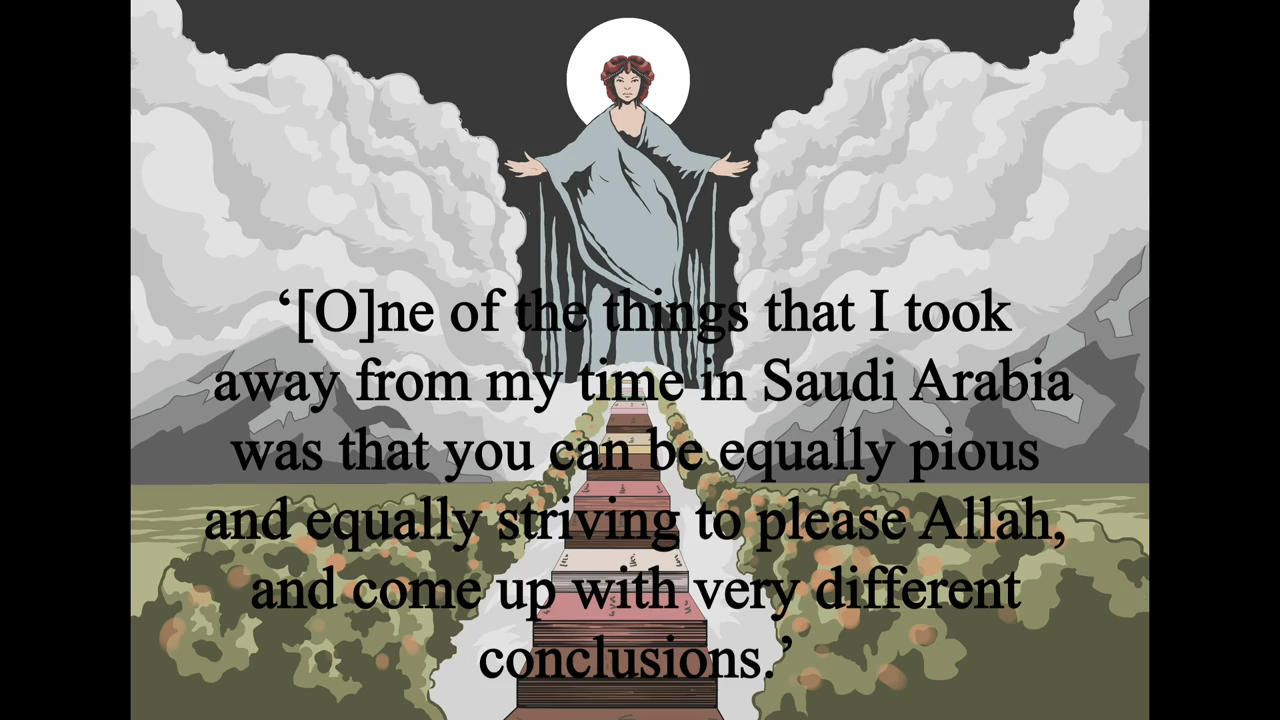 ‘[O]ne of the things that I took
away from my time in Saudi Arabia
was that you can be equally pious
and equally striving to please Allah,
and come up with very different
conclusions.’